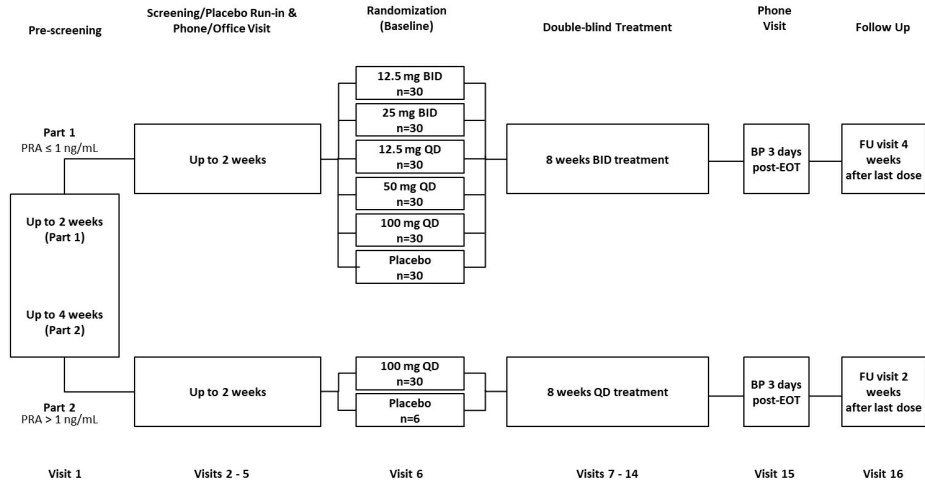 Pre-screening
Screening/Placebo Run-in &
Phone/Office Visit
Randomization
(Baseline)
Double-blind Treatment
Phone
Visit
Follow Up
Part 1
PRA ≤ 1 ng/mL
Up to 2 weeks
(Part 1)
Up to 4 weeks
(Part 2)
Part 2
PRA > 1 ng/mL
Up to 2 weeks
12.5 mg BID
n=30
25 mg BID
n=30
12.5 mg QD
n=30
50 mg QD
n=30
100 mg QD
n=30
Placebo
n=30
8 weeks BID treatment
BP 3 days
post-EOT
FU visit 4
weeks
after last dose
Up to 2 weeks
100 mg QD
n=30
Placebo
n=6
8 weeks QD treatment
BP 3 days
post-EOT
FU visit 2
weeks
after last dose
Visit 1
Visits 2 - 5
Visit 6
Visits 7 - 14
Visit 15
Visit 16